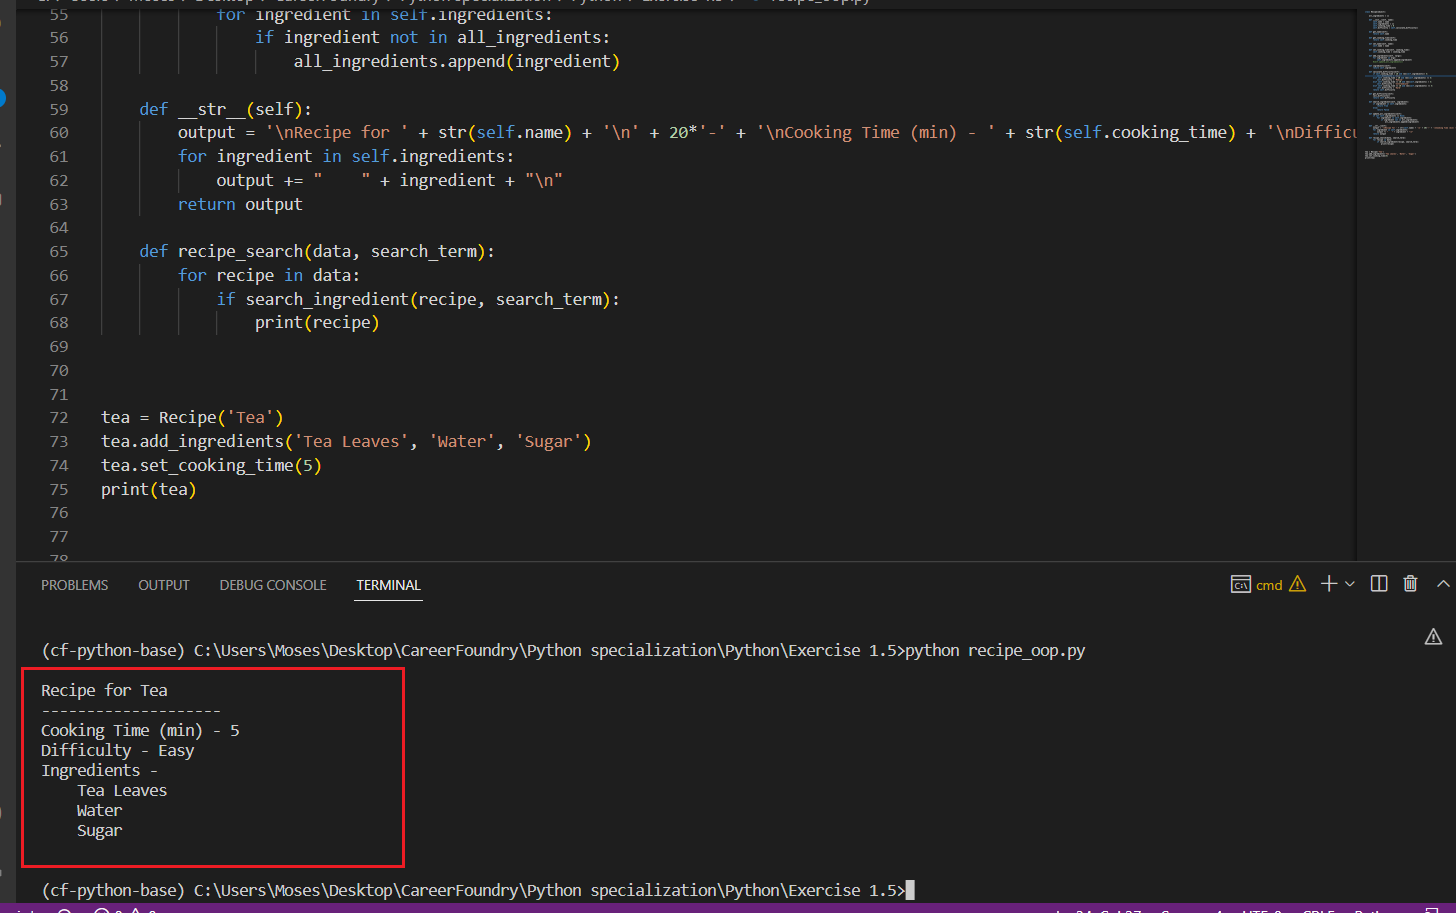 55 for ingredient in self.ingredients:
56 if ingredient not in all_ingredients:
57 all_ingredients.append(ingredient)
58
59 def __str__(self):
60 output = '\nRecipe for ' + str(self.name) + '\n' + 20*'-' + '\nCooking Time (min) - ' + str(self.cooking_time) + '\nDifficu
61 for ingredient in self.ingredients:
62 output += "    " + ingredient + "\n"
63 return output
64
65 def recipe_search(data, search_term):
66 for recipe in data:
67 if search_ingredient(recipe, search_term):
68 print(recipe)
69
70
71
72 tea = Recipe('Tea')
73 tea.add_ingredients('Tea Leaves', 'Water', 'Sugar')
74 tea.set_cooking_time(5)
75 print(tea)
76
77
78
PROBLEMS OUTPUT DEBUG CONSOLE TERMINAL cmd
(cf-python-base) C:\Users\Moses\Desktop\CareerFoundry\Python specialization\Python\Exercise 1.5>python recipe_oop.py
Recipe for Tea
--------------------
Cooking Time (min) - 5
Difficulty - Easy
Ingredients -
Tea Leaves
Water
Sugar
(cf-python-base) C:\Users\Moses\Desktop\CareerFoundry\Python specialization\Python\Exercise 1.5>